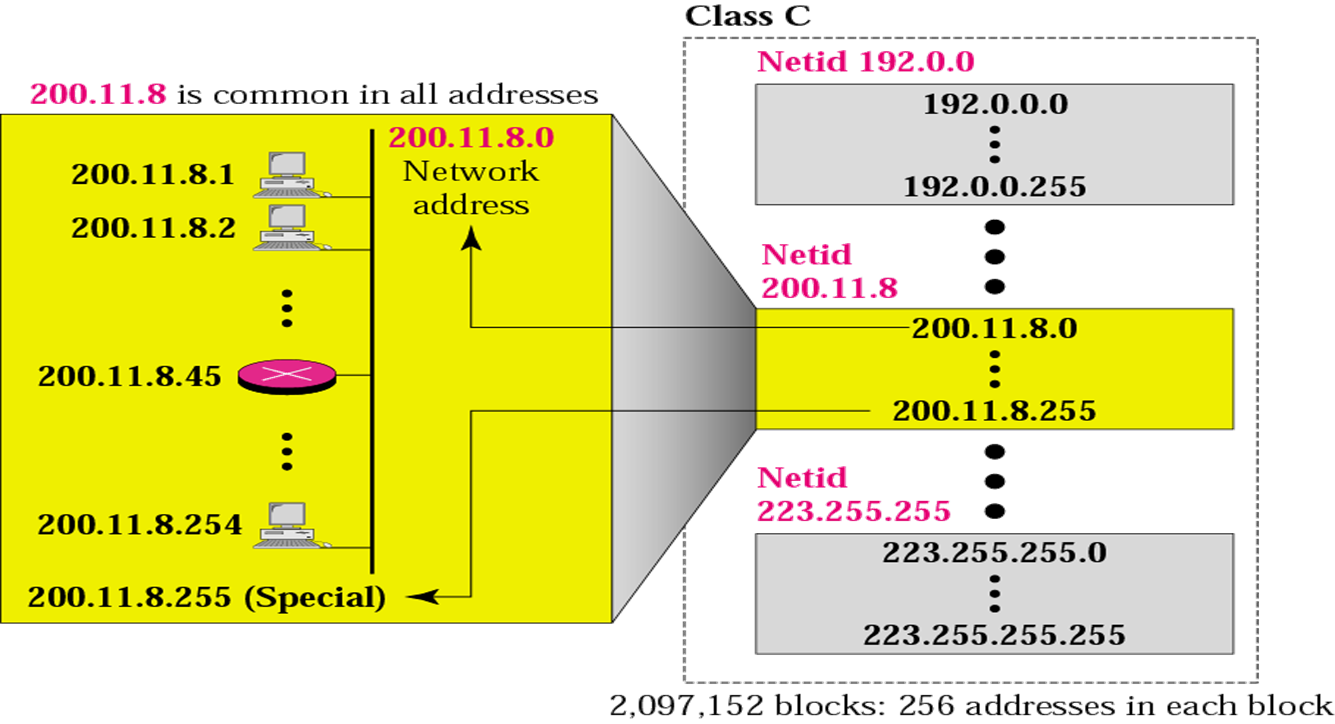 Class C
200.11.8 is common in all addresses
200.11.8.0
Network
address
200.11.8.1
200.11.8.2
200.11.8.45
200.11.8.254
200.11.8.255 (Special)
Netid 192.0.0
192.0.0.0
192.0.0.255
Netid
200.11.8
200.11.8.0
200.11.8.255
Netid
223.255.255
223.255.255.0
223.255.255.255
2,097,152 blocks: 256 addresses in each block